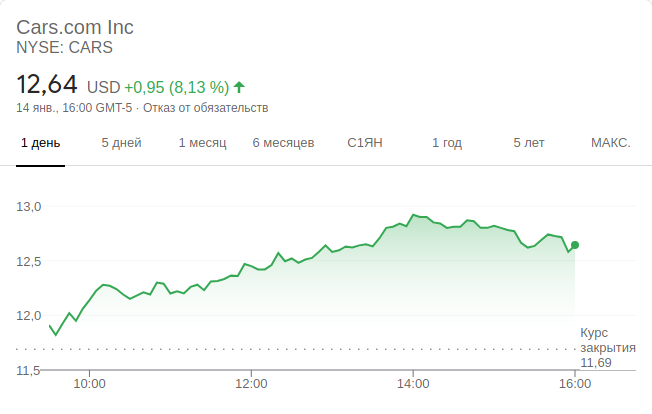 Cars.com Inc
NYSE: CARS
12,64 USD +0,95 (8,13 %)
14 янв., 16:00 GMT-5 · Отказ от обязательств
1 день 5 дней 1 месяц 6 месяцев С1ЯН 1 год 5 лет МАКС.
13,0
12,5
12,0
Курс
закрытия
11,69
11,5
10:00 12:00 14:00 16:00